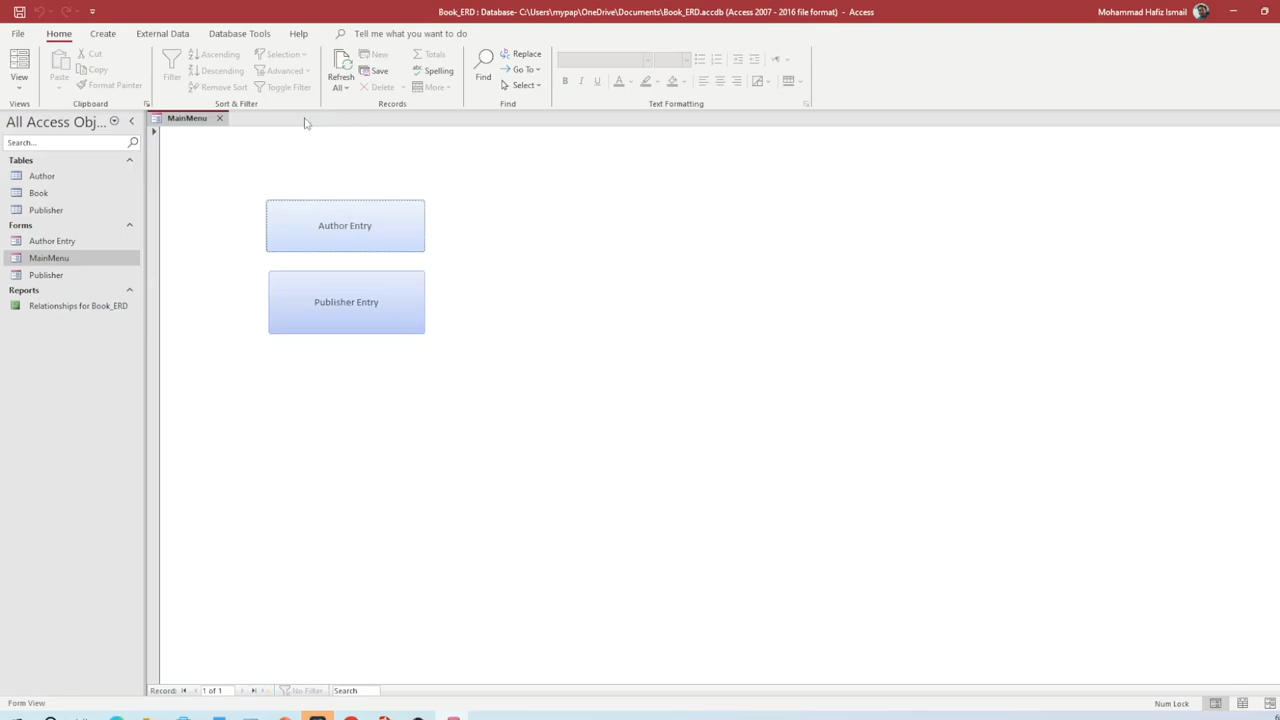 Book_ERD : Database- C:\Users\mypap\OneDrive\Documents\Book_ERD.accdb (Access 2007 - 2016 file format) - Access
Mohammad Hafiz Ismail
File Home Create External Data Database Tools Help Tell me what you want to do
View
Views
Paste
Cut
Copy
Format Painter
Clipboard
Filter
Ascending
Descending
Remove Sort
Selection
Advanced
Toggle Filter
Sort & Filter
Refresh
All
New
Save
Delete
Totals
Spelling
More
Records
Find
Replace
Go To
Select
Find
B I U A
Text Formatting
All Access Obj...
Search...
Tables
Author
Book
Publisher
Forms
Author Entry
MainMenu
Publisher
Reports
Relationships for Book_ERD
MainMenu
Author Entry
Publisher Entry
Record: 1 of 1 No Filter Search
Form View
Num Lock